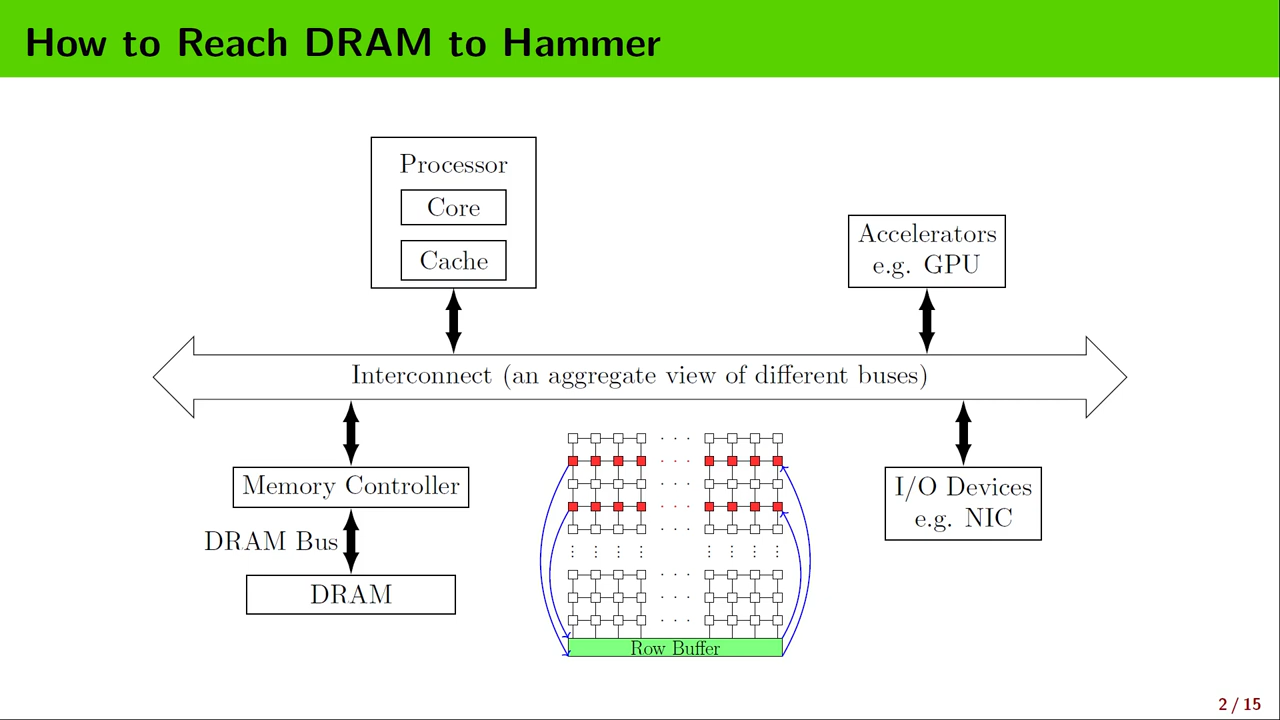 How to Reach DRAM to Hammer
Processor
Core
Cache
Accelerators
e.g. GPU
Interconnect (an aggregate view of different buses)
Memory Controller
DRAM Bus
DRAM
Row Buffer
I/O Devices
e.g. NIC
2 / 15